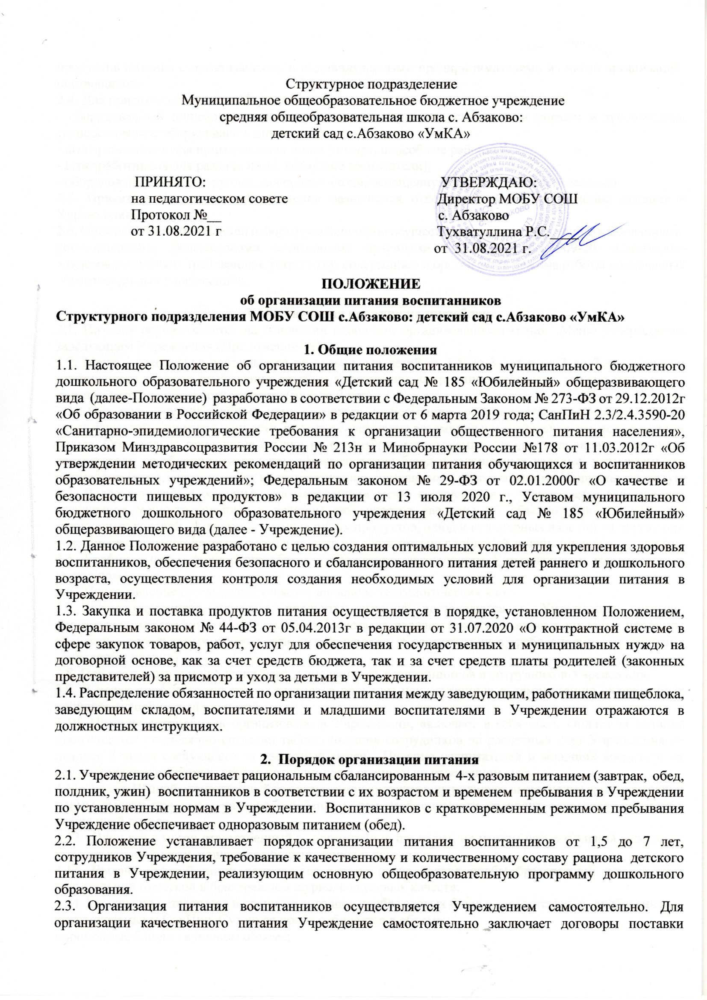 Структурное подразделение
Муниципальное общеобразовательное бюджетное учреждение
средняя общеобразовательная школа с. Абзаково:
детский сад с.Абзаково «УмКА»
ПРИНЯТО:
на педагогическом совете
Протокол №__
от 31.08.2021 г
УТВЕРЖДАЮ:
Директор МОБУ СОШ
с. Абзаково
Тухватуллина Р.С.____
от 31.08.2021 г.
ПОЛОЖЕНИЕ
об организации питания воспитанников
Структурного подразделения МОБУ СОШ с.Абзаково: детский сад с.Абзаково «УмКА»
1. Общие положения
1.1. Настоящее Положение об организации питания воспитанников муниципального бюджетного
дошкольного образовательного учреждения «Детский сад № 185 «Юбилейный» общеразвивающего
вида (далее-Положение) разработано в соответствии с Федеральным Законом № 273-ФЗ от 29.12.2012г
«Об образовании в Российской Федерации» в редакции от 6 марта 2019 года; СанПиН 2.3/2.4.3590-20
«Санитарно-эпидемиологические требования к организации общественного питания населения»,
Приказом Минздравсоцразвития России № 213н и Минобрнауки России №178 от 11.03.2012г «Об
утверждении методических рекомендаций по организации питания обучающихся и воспитанников
образовательных учреждений»; Федеральным законом № 29-ФЗ от 02.01.2000г «О качестве и
безопасности пищевых продуктов» в редакции от 13 июля 2020 г., Уставом муниципального
бюджетного дошкольного образовательного учреждения «Детский сад № 185 «Юбилейный»
общеразвивающего вида (далее - Учреждение).
1.2. Данное Положение разработано с целью создания оптимальных условий для укрепления здоровья
воспитанников, обеспечения безопасного и сбалансированного питания детей раннего и дошкольного
возраста, осуществления контроля создания необходимых условий для организации питания в
Учреждении.
1.3. Закупка и поставка продуктов питания осуществляется в порядке, установленном Положением,
Федеральным законом № 44-ФЗ от 05.04.2013г в редакции от 31.07.2020 «О контрактной системе в
сфере закупок товаров, работ, услуг для обеспечения государственных и муниципальных нужд» на
договорной основе, как за счет средств бюджета, так и за счет средств платы родителей (законных
представителей) за присмотр и уход за детьми в Учреждении.
1.4. Распределение обязанностей по организации питания между заведующим, работниками пищеблока,
заведующим складом, воспитателями и младшими воспитателями в Учреждении отражаются в
должностных инструкциях.
2. Порядок организации питания
2.1. Учреждение обеспечивает рациональным сбалансированным 4-х разовым питанием (завтрак, обед,
полдник, ужин) воспитанников в соответствии с их возрастом и временем пребывания в Учреждении
по установленным нормам в Учреждении. Воспитанников с кратковременным режимом пребывания
Учреждение обеспечивает одноразовым питанием (обед).
2.2. Положение устанавливает порядок организации питания воспитанников от 1,5 до 7 лет,
сотрудников Учреждения, требование к качественному и количественному составу рациона детского
питания в Учреждении, реализующим основную общеобразовательную программу дошкольного
образования.
2.3. Организация питания воспитанников осуществляется Учреждением самостоятельно. Для
организации качественного питания Учреждение самостоятельно заключает договоры поставки